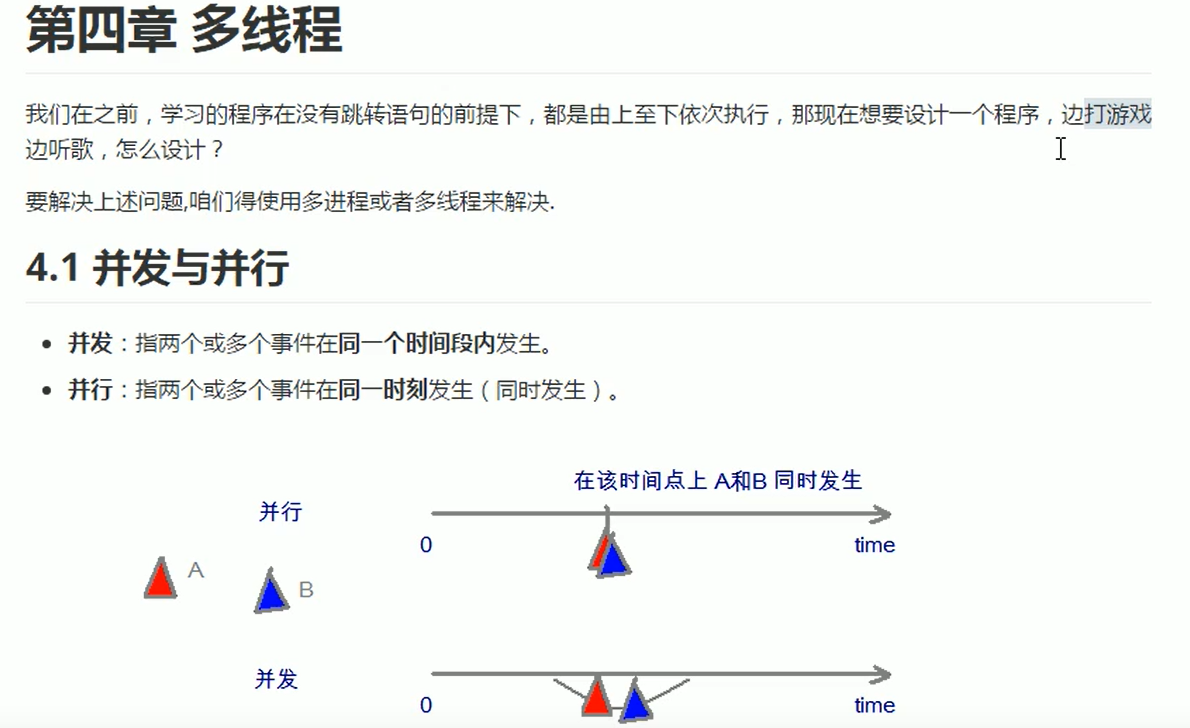 第四章 多线程
我们在之前，学习的程序在没有跳转语句的前提下，都是由上至下依次执行，那现在想要设计一个程序，边打游戏
边听歌，怎么设计？
要解决上述问题,咱们得使用多进程或者多线程来解决.
4.1 并发与并行
• 并发：指两个或多个事件在同一个时间段内发生。
• 并行：指两个或多个事件在同一时刻发生（同时发生）。
在该时间点上 A和B 同时发生
并行
0
time
A
B
并发
0
time